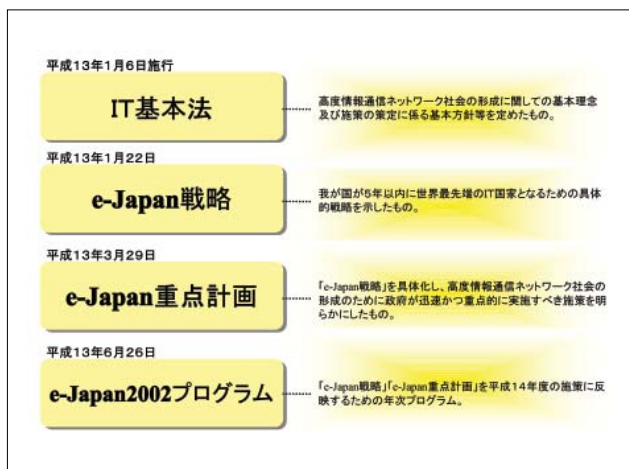 平成13年1月6日施行
IT基本法
高度情報通信ネットワーク社会の形成に関しての基本理念
及び施策の策定に係る基本方針等を定めたもの。
平成13年1月22日
e-Japan戦略
我が国が5年以内に世界最先端のIT国家となるための具体
的戦略を示したもの。
平成13年3月29日
e-Japan重点計画
「e-Japan戦略」を具体化し、高度情報通信ネットワーク社会の
形成のために政府が迅速かつ重点的に実施すべき施策を明
らかにしたもの。
平成13年6月26日
e-Japan2002プログラム
「e-Japan戦略」「e-Japan重点計画」を平成14年度の施策に反
映するための年次プログラム。